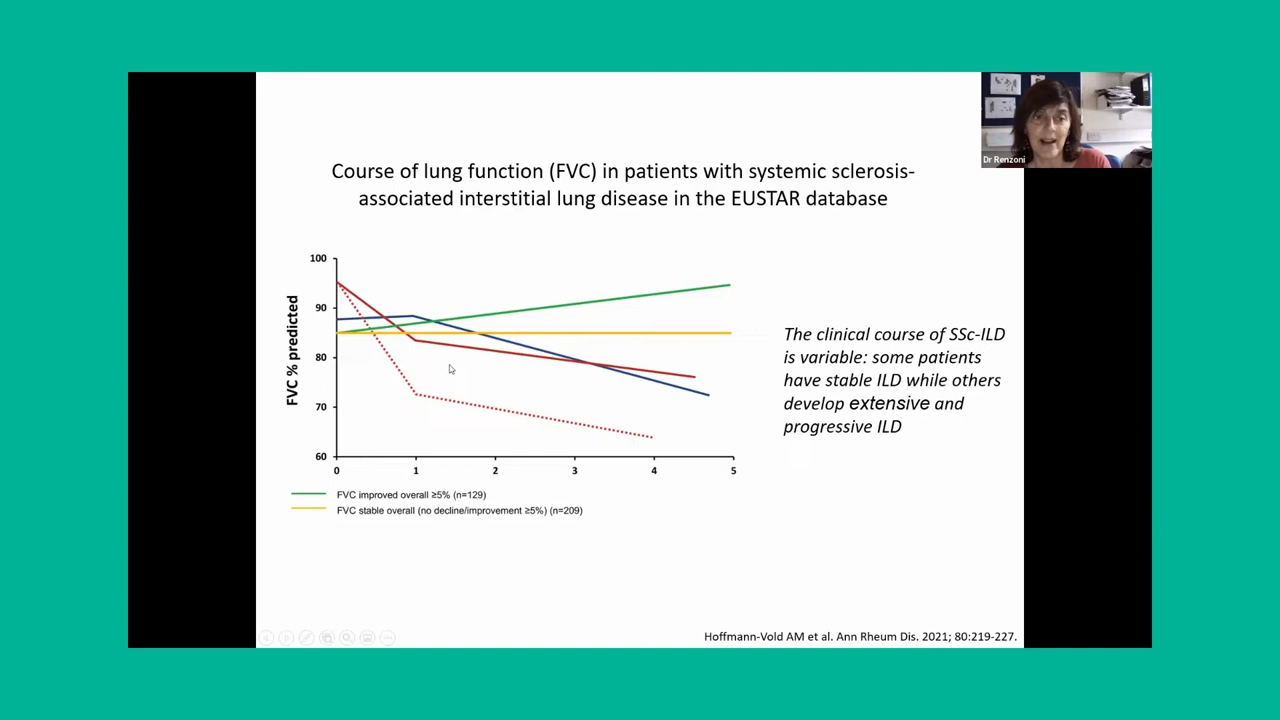 Dr Renzoni
Course of lung function (FVC) in patients with systemic sclerosis-
associated interstitial lung disease in the EUSTAR database
FVC % predicted
100
90
80
70
60
0 1 2 3 4 5
The clinical course of SSc-ILD
is variable: some patients
have stable ILD while others
develop extensive and
progressive ILD
FVC improved overall ≥5% (n=129)
FVC stable overall (no decline/improvement ≥5%) (n=209)
Hoffmann-Vold AM et al. Ann Rheum Dis. 2021; 80:219-227.